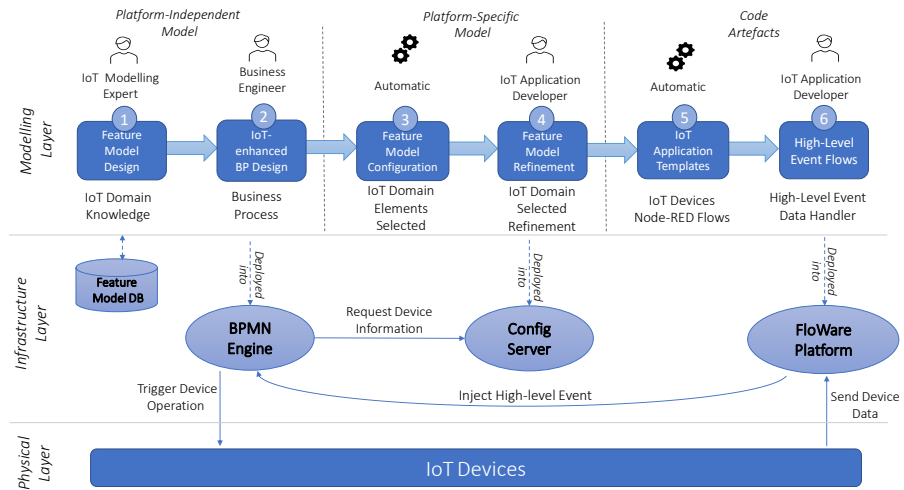 Platform-Independent
Model
Platform-Specific
Model
Code
Artefacts
IoT Modelling
Expert
Business
Engineer
Automatic
IoT Application
Developer
Automatic
IoT Application
Developer
Modelling
Layer
1
Feature
Model
Design
2
IoT-
enhanced
BP Design
3
Feature
Model
Configuration
4
Feature
Model
Refinement
5
IoT
Application
Templates
6
High-Level
Event Flows
IoT Domain
Knowledge
Business
Process
IoT Domain
Elements
Selected
IoT Domain
Selected
Refinement
IoT Devices
Node-RED Flows
High-Level Event
Data Handler
Infrastructure
Layer
Feature
Model DB
Deployed
into
Deployed
into
Deployed
into
BPMN
Engine
Request Device
Information
Config
Server
FloWare
Platform
Trigger Device
Operation
Inject High-level Event
Send Device
Data
Physical
Layer
IoT Devices